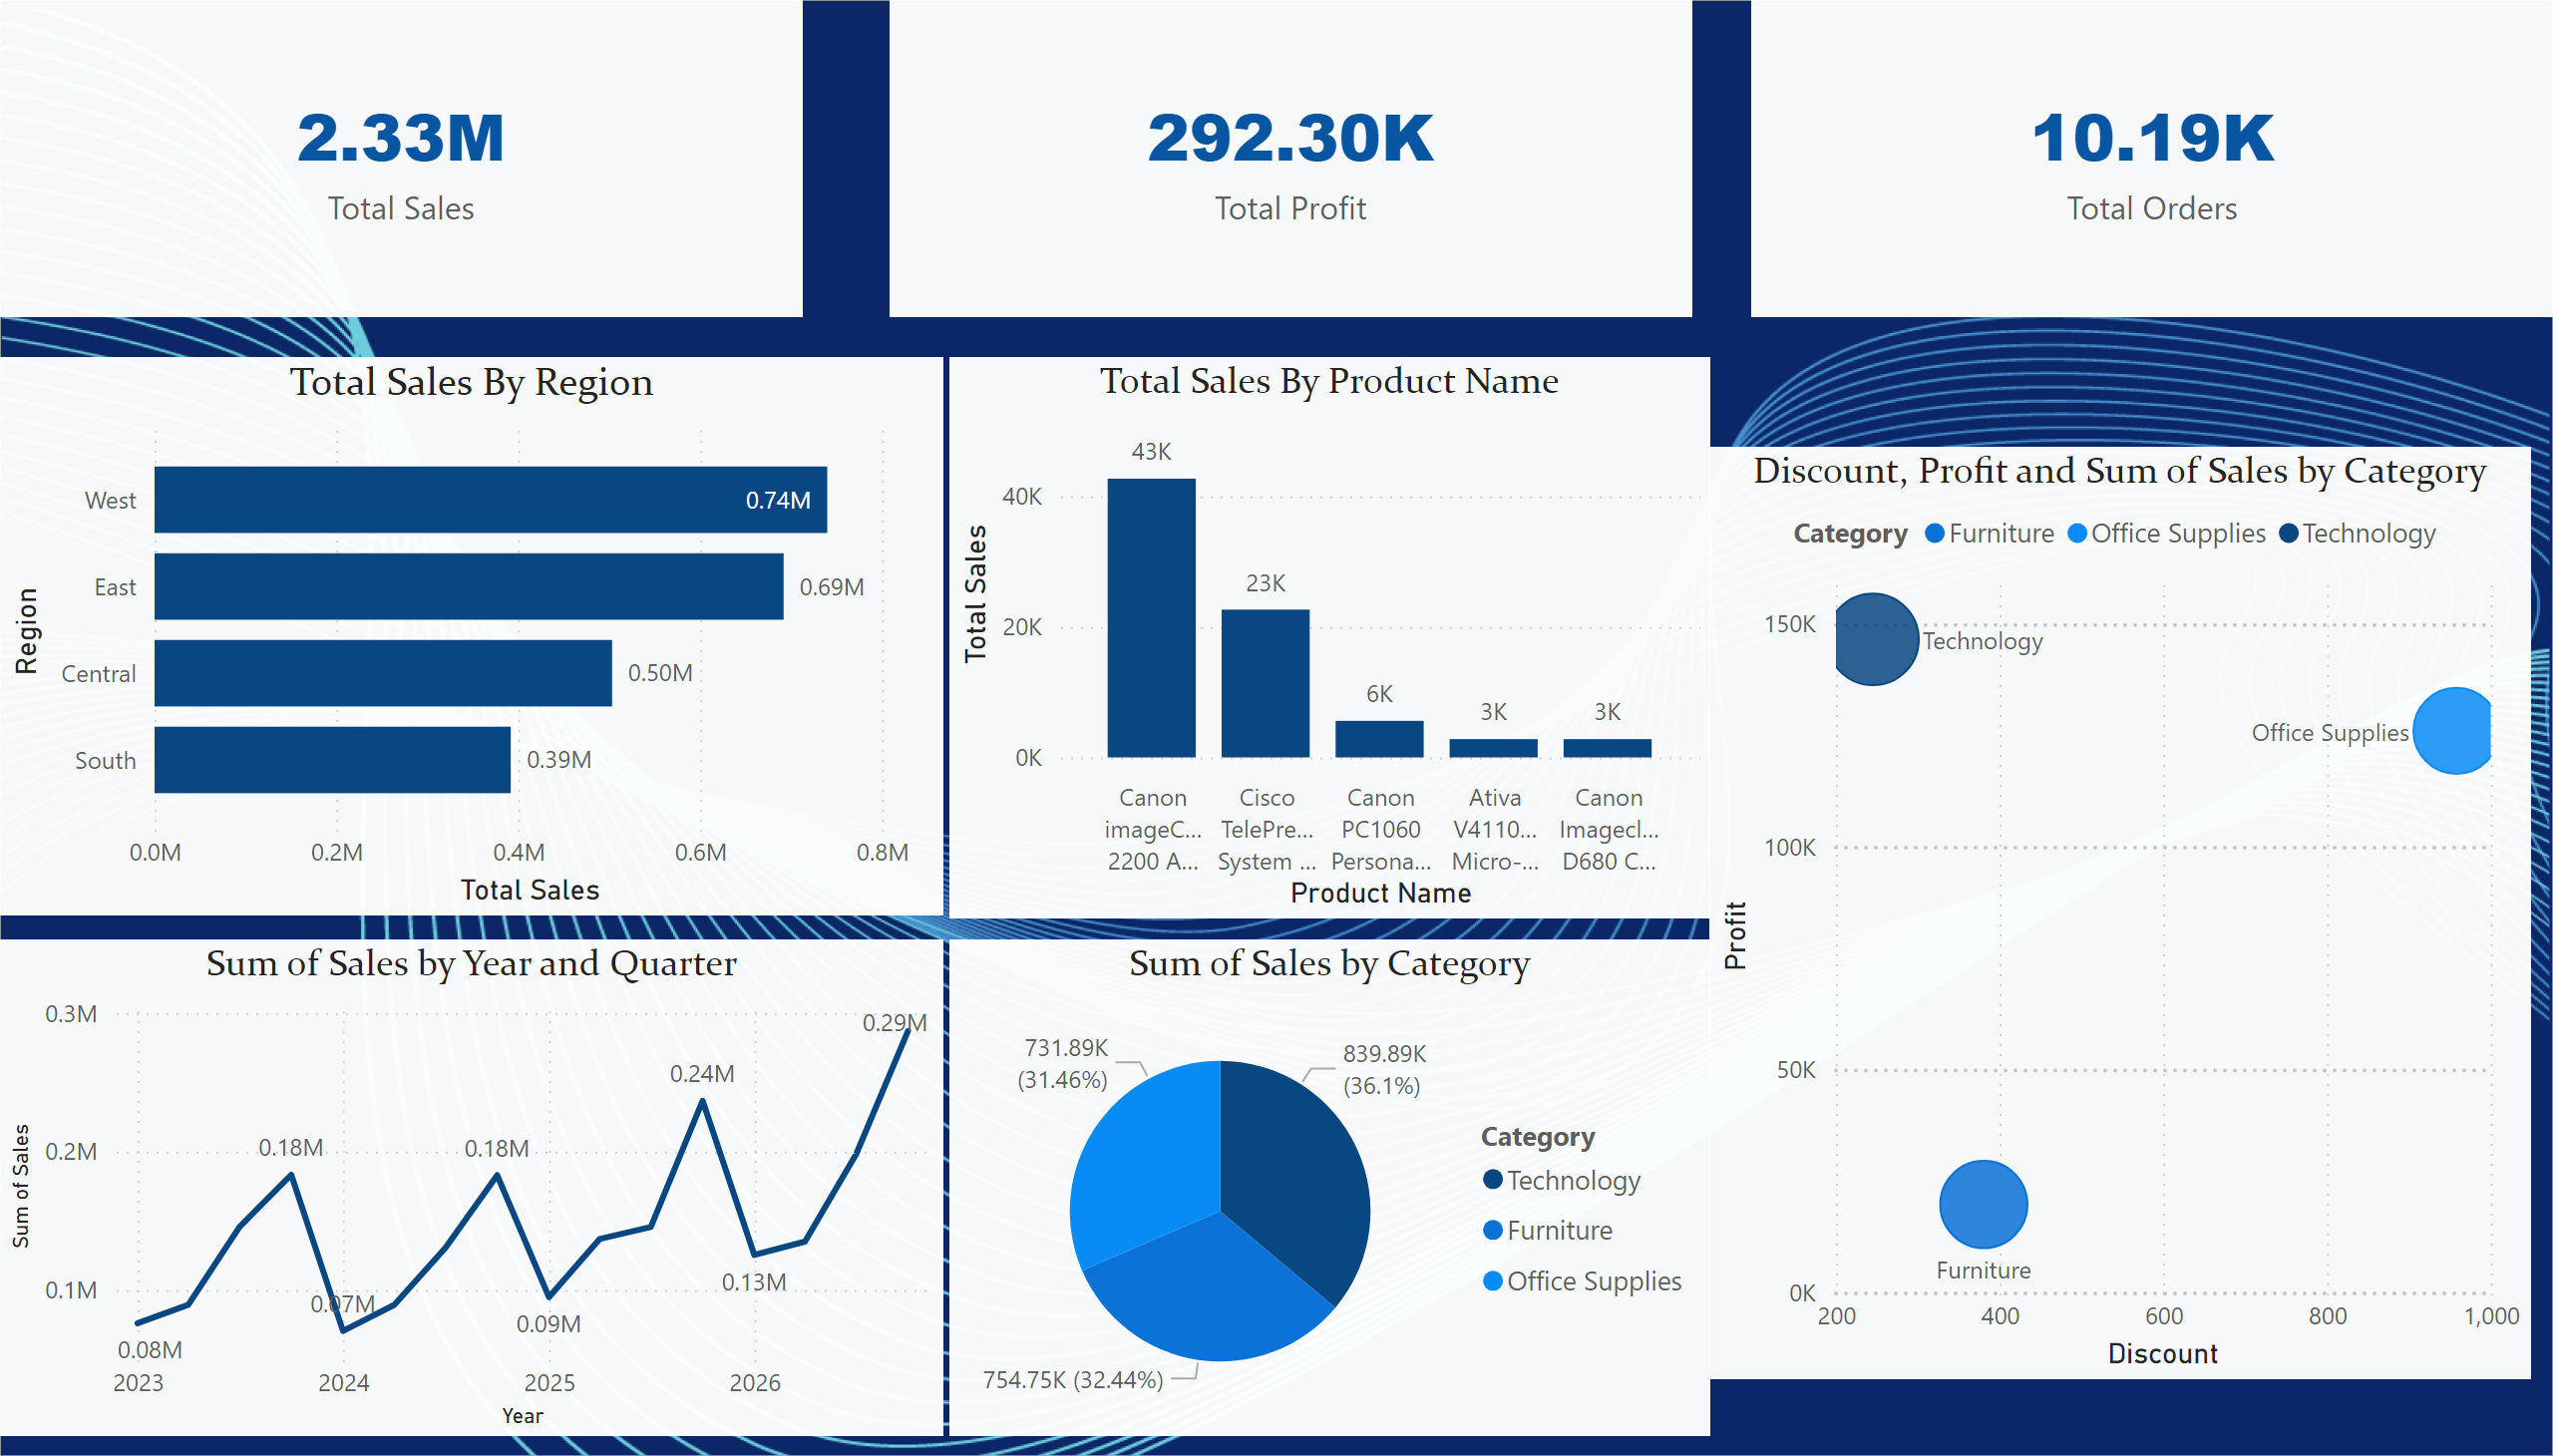 2.33M
Total Sales
292.30K
Total Profit
10.19K
Total Orders
Total Sales By Region
Region
West
0.74M
East
0.69M
Central
0.50M
South
0.39M
0.0M 0.2M 0.4M 0.6M 0.8M
Total Sales
Total Sales By Product Name
Total Sales
40K
20K
0K
43K
23K
6K
3K
3K
Canon
imageC...
2200 A...
Cisco
TelePre...
System ...
Canon
PC1060
Persona...
Ativa
V4110...
Micro-...
Canon
Imagecl...
D680 C...
Product Name
Discount, Profit and Sum of Sales by Category
Category Furniture Office Supplies Technology
Profit
150K
100K
50K
0K
Technology
Office Supplies
Furniture
200 400 600 800 1,000
Discount
Sum of Sales by Year and Quarter
Sum of Sales
0.3M
0.2M
0.1M
0.08M
0.18M
0.07M
0.18M
0.09M
0.24M
0.13M
0.29M
2023 2024 2025 2026
Year
Sum of Sales by Category
731.89K
(31.46%)
839.89K
(36.1%)
754.75K (32.44%)
Category
Technology
Furniture
Office Supplies